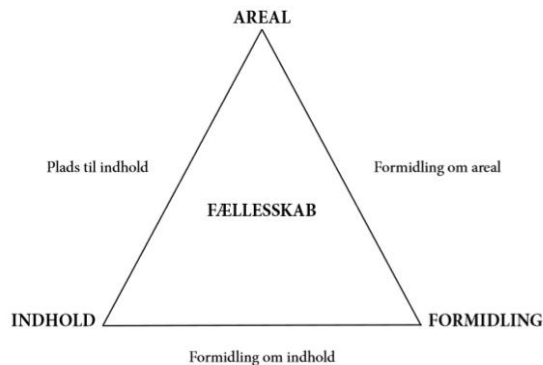 AREAL
Plads til indhold
Formidling om areal
FÆLLESSKAB
INDHOLD
FORMIDLING
Formidling om indhold